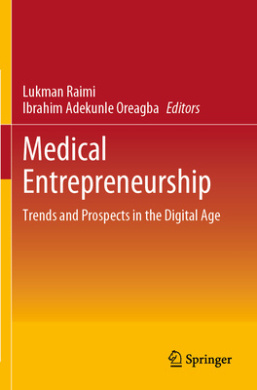 Lukman Raimi
Ibrahim Adekunle Oreagba Editors
Medical
Entrepreneurship
Trends and Prospects in the Digital Age
Springer